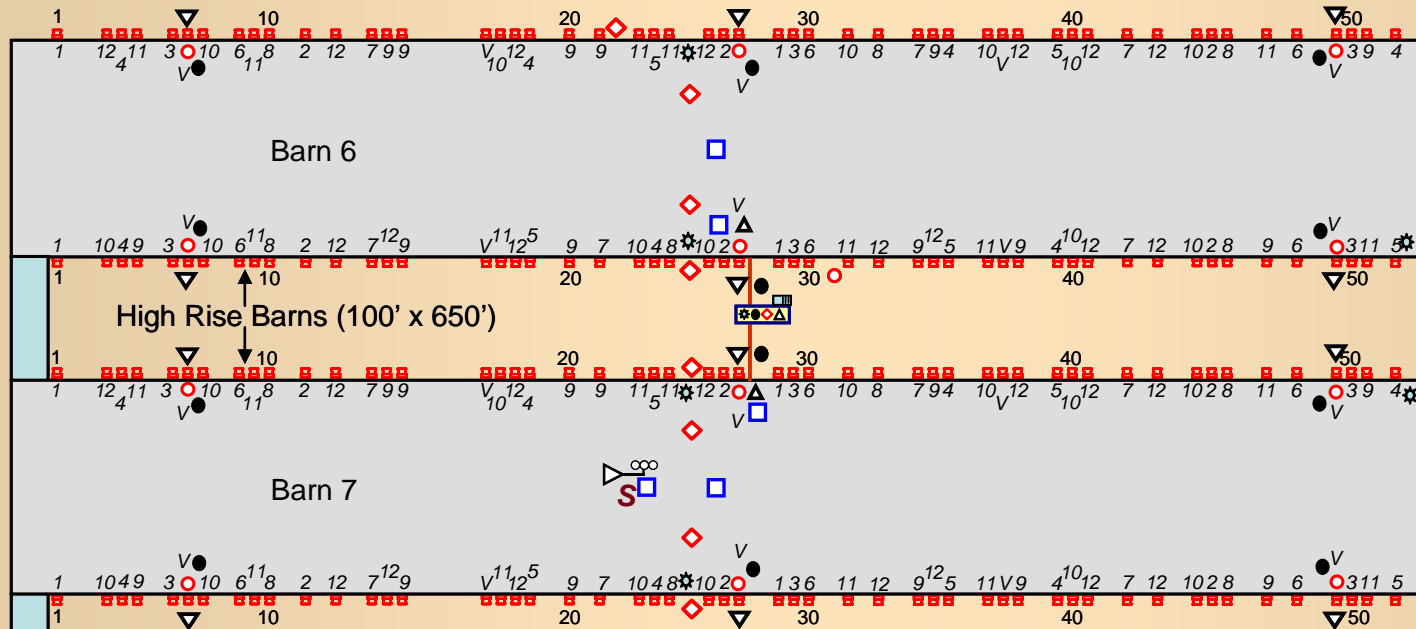 1 10 20 30 40 50
1 12 4 11 3 10 6 11 8 2 12 7 9 9 V 10 12 4 9 9 11 5 11 11 12 2 1 3 6 10 8 7 9 4 10 V 12 5 10 12 7 12 10 2 8 11 6 3 9 4
V V V
Barn 6
V V V
1 10 4 9 3 10 6 11 8 2 12 7 12 9 V 11 12 5 9 7 10 4 8 10 2 1 3 6 11 12 9 12 5 11 V 9 4 10 12 7 12 10 2 8 9 6 3 11 5
1 10 20 30 40 50
High Rise Barns (100' x 650')
1 10 20 30 40 50
1 12 4 11 3 10 6 11 8 2 12 7 9 9 V 10 12 4 9 9 11 5 11 12 2 1 3 6 10 8 7 9 4 10 V 12 5 10 12 7 12 10 2 8 11 6 3 9 4
V V V
Barn 7
S
V V V
1 10 4 9 3 10 6 11 8 2 12 7 12 9 V 11 12 5 9 7 10 4 8 10 2 1 3 6 11 12 9 12 5 11 V 9 4 10 12 7 12 10 2 8 9 6 3 11 5
1 10 20 30 40 50